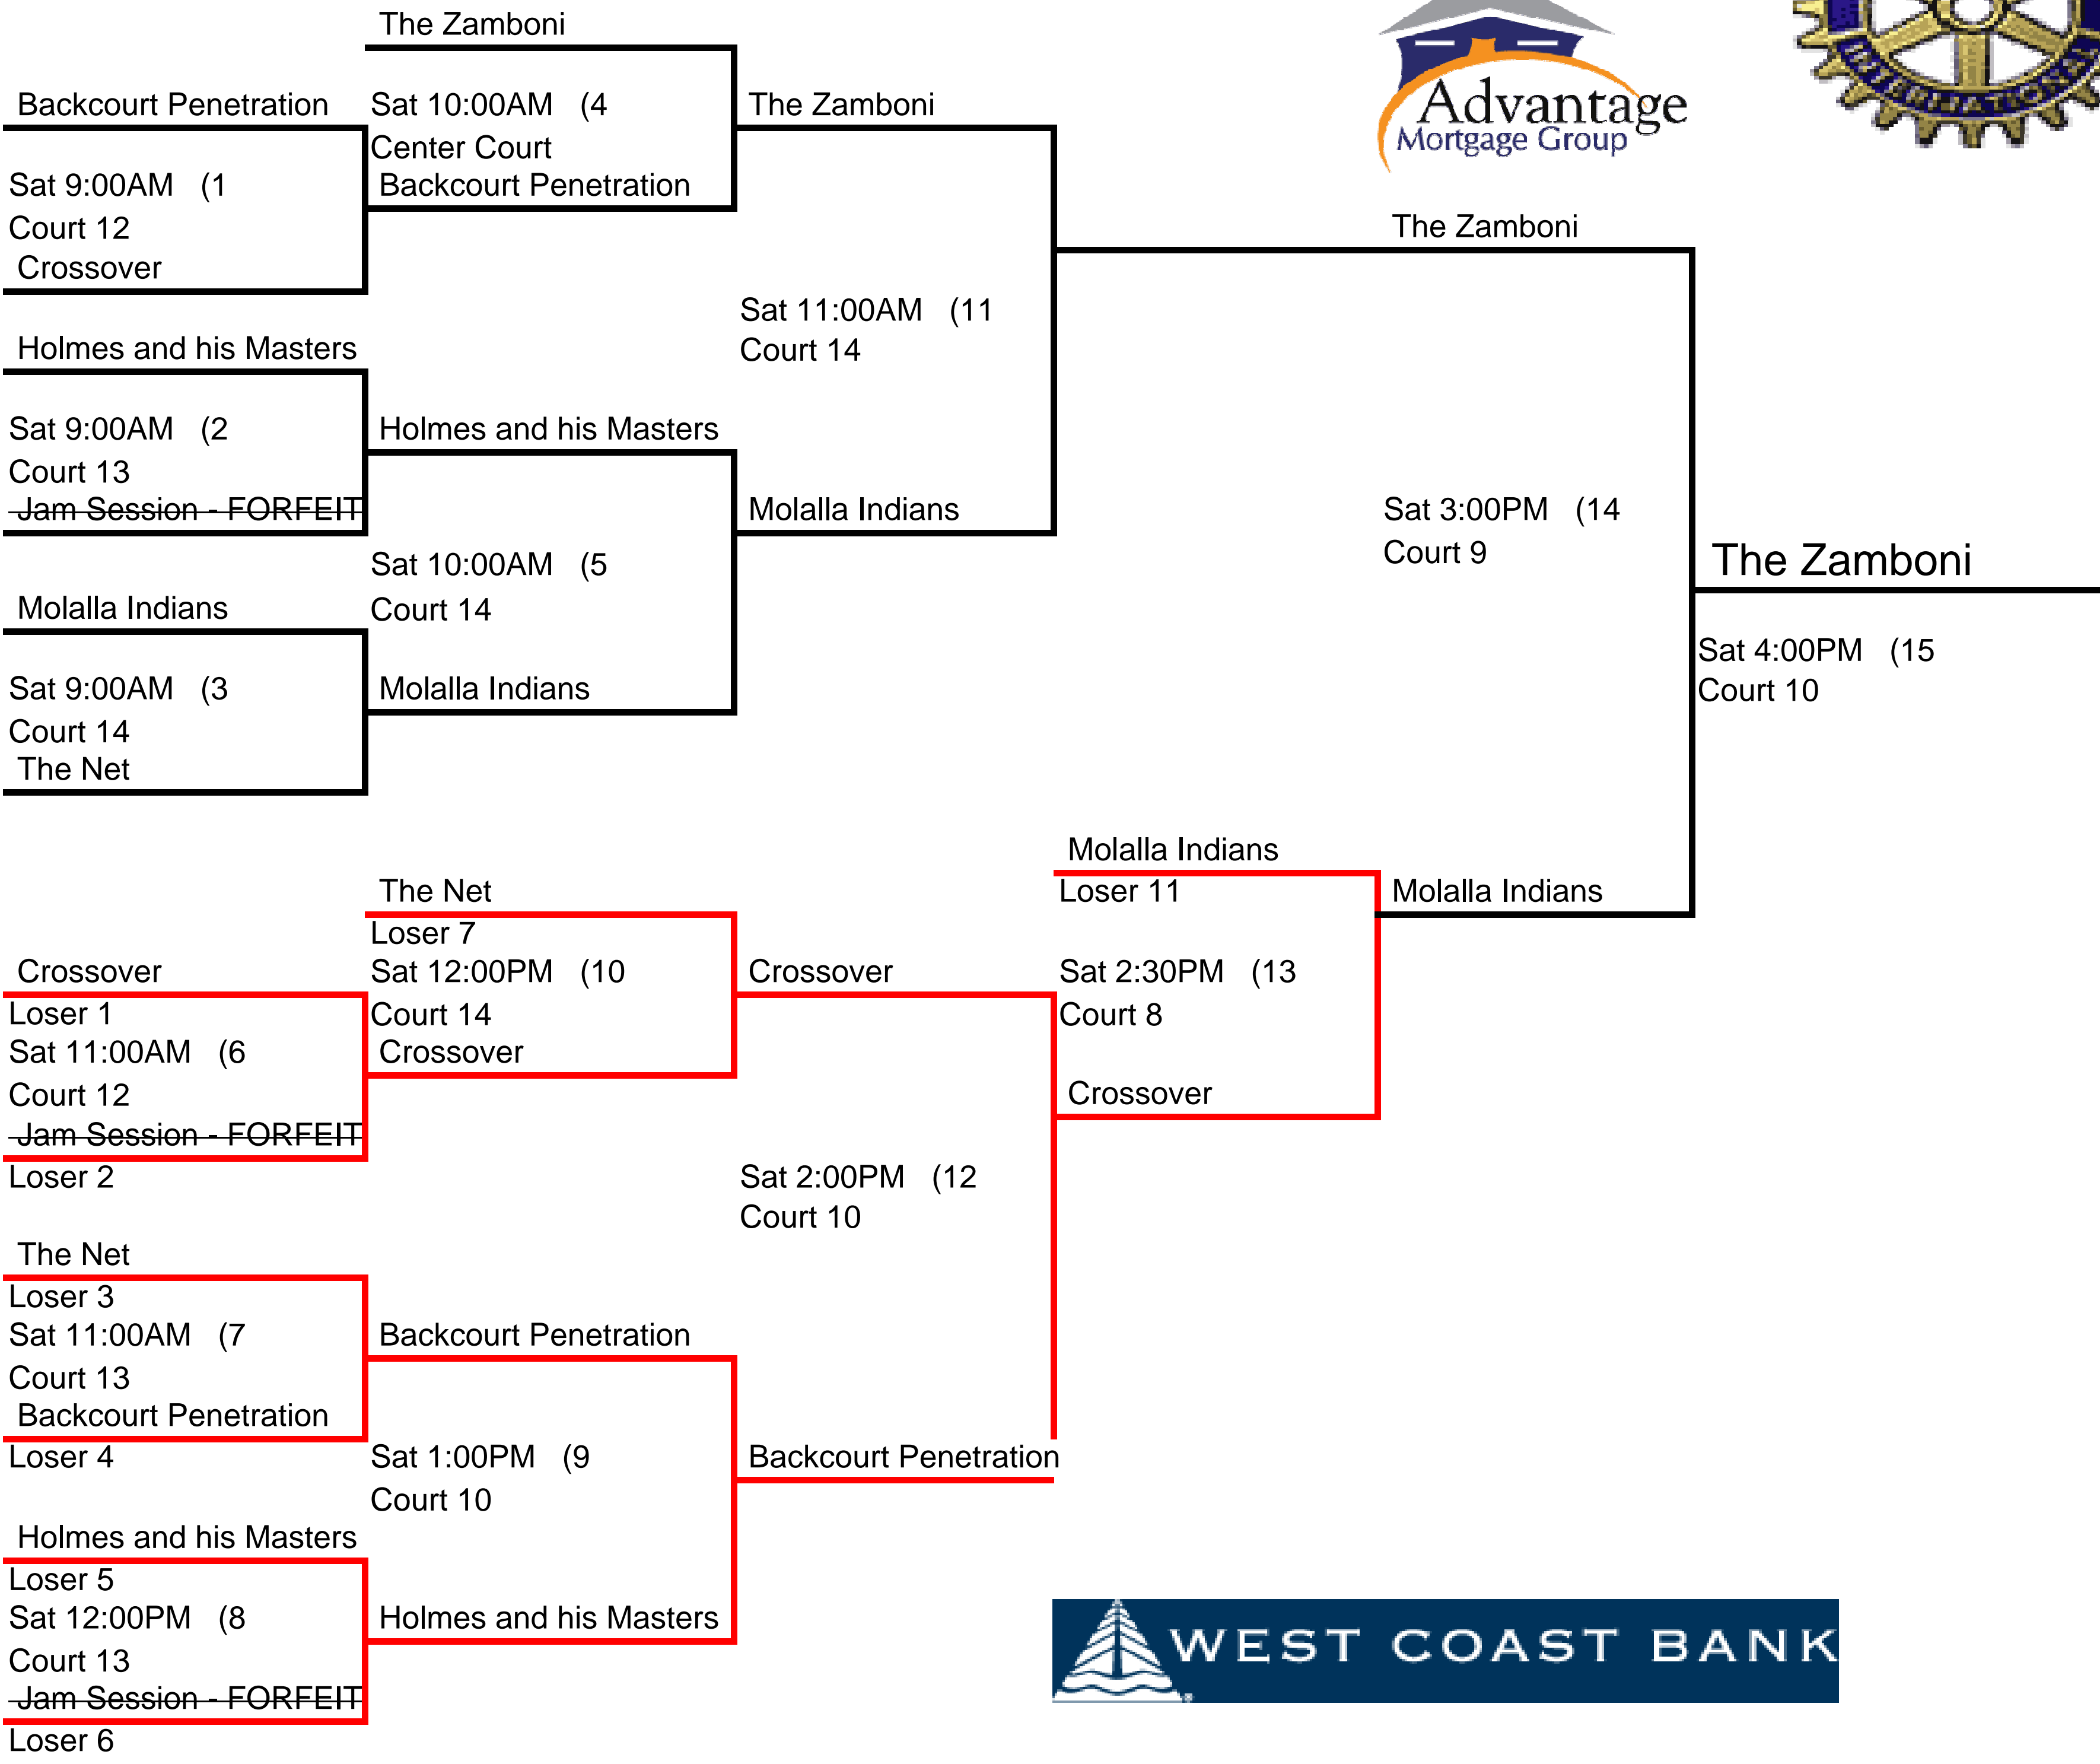 The Zamboni
Backcourt Penetration
Sat 10:00AM (4
Center Court
Backcourt Penetration
The Zamboni
Sat 9:00AM (1
Court 12
Crossover
Advantage
Mortgage Group
The Zamboni
Sat 11:00AM (11
Court 14
Holmes and his Masters
Sat 9:00AM (2
Court 13
Jam Session - FORFEIT
Holmes and his Masters
Molalla Indians
Sat 10:00AM (5
Court 14
Sat 3:00PM (14
Court 9
The Zamboni
Sat 4:00PM (15
Court 10
Molalla Indians
Sat 9:00AM (3
Court 14
The Net
Molalla Indians
Molalla Indians
Loser 11
Molalla Indians
The Net
Loser 7
Sat 12:00PM (10
Court 14
Crossover
Crossover
Sat 2:30PM (13
Court 8
Crossover
Crossover
Loser 1
Sat 11:00AM (6
Court 12
Jam Session - FORFEIT
Loser 2
Sat 2:00PM (12
Court 10
The Net
Loser 3
Sat 11:00AM (7
Court 13
Backcourt Penetration
Loser 4
Backcourt Penetration
Sat 1:00PM (9
Court 10
Backcourt Penetration
Holmes and his Masters
Loser 5
Sat 12:00PM (8
Court 13
Jam Session - FORFEIT
Loser 6
Holmes and his Masters
WEST COAST BANK